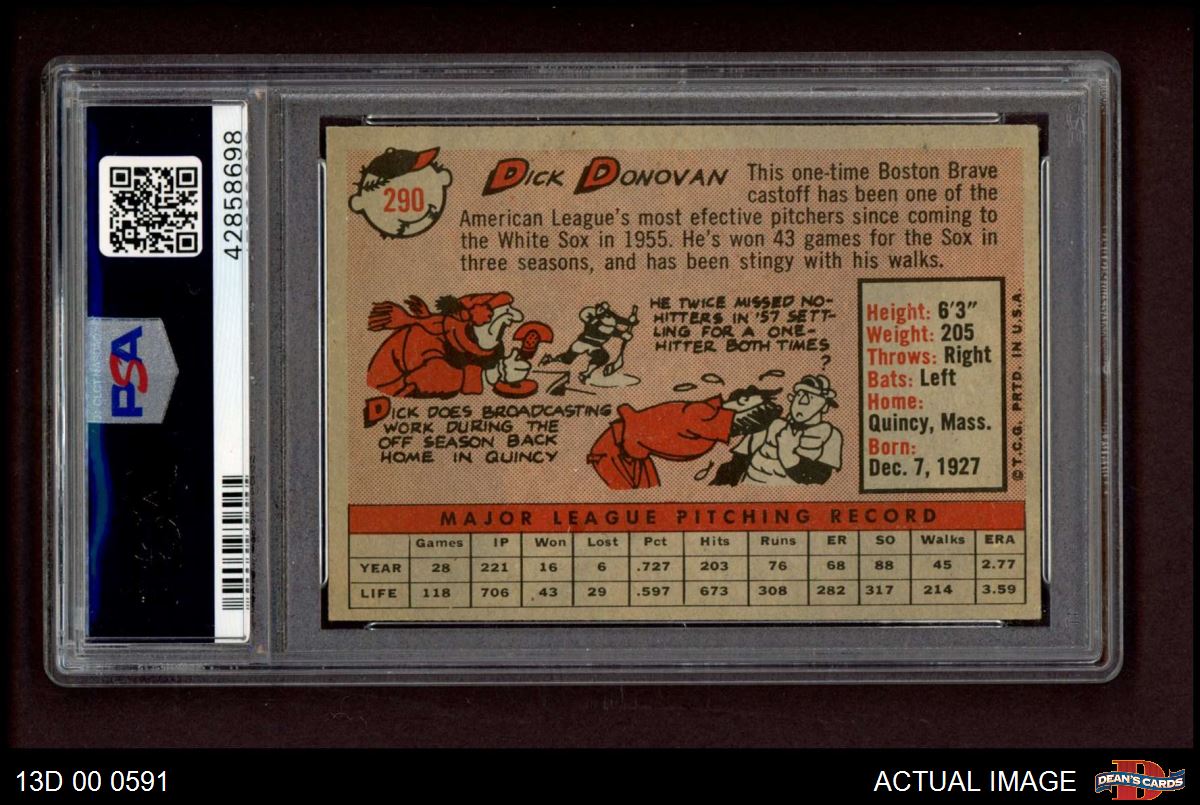 42858698
PSA
290
DICK DONOVAN
This one-time Boston Brave
castoff has been one of the
American League's most efective pitchers since coming to
the White Sox in 1955. He's won 43 games for the Sox in
three seasons, and has been stingy with his walks.
HE TWICE MISSED NO-
HITTERS IN '57 SETT-
LING FOR A ONE-
HITTER BOTH TIMES
?
DICK DOES BROADCASTING
WORK DURING THE
OFF SEASON BACK
HOME IN QUINCY
Height: 6'3"
Weight: 205
Throws: Right
Bats: Left
Home:
Quincy, Mass.
Born:
Dec. 7, 1927
© T.C.G. PRTD. IN U.S.A.
MAJOR LEAGUE PITCHING RECORD
Games IP Won Lost Pct Hits Runs ER SO Walks ERA
YEAR 28 221 16 6 .727 203 76 68 88 45 2.77
LIFE 118 706 43 29 .597 673 308 282 317 214 3.59
13D 00 0591
ACTUAL IMAGE
DEAN'S CARDS